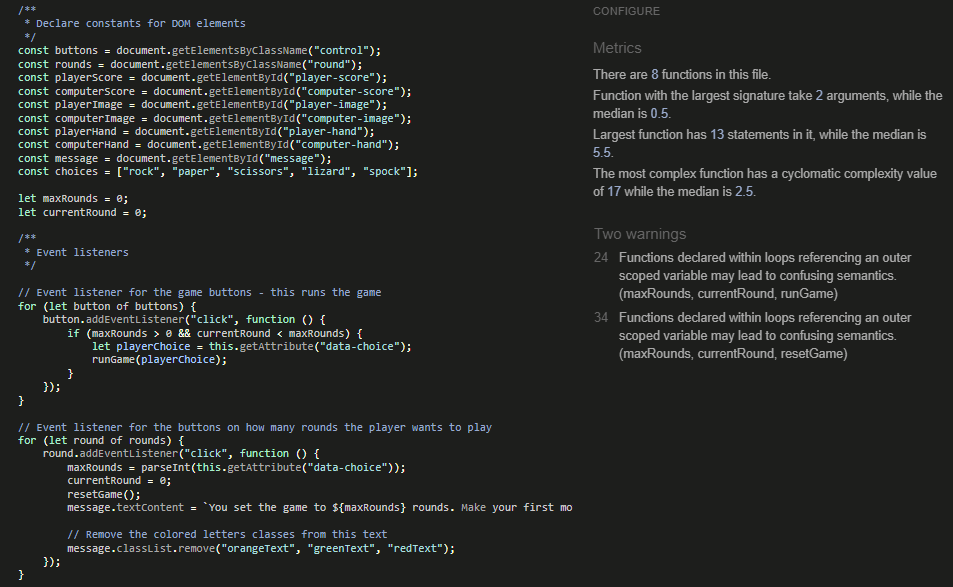 /**
 * Declare constants for DOM elements
 */
const buttons = document.getElementsByClassName("control");
const rounds = document.getElementsByClassName("round");
const playerScore = document.getElementById("player-score");
const computerScore = document.getElementById("computer-score");
const playerImage = document.getElementById("player-image");
const computerImage = document.getElementById("computer-image");
const playerHand = document.getElementById("player-hand");
const computerHand = document.getElementById("computer-hand");
const message = document.getElementById("message");
const choices = ["rock", "paper", "scissors", "lizard", "spock"];

let maxRounds = 0;
let currentRound = 0;

/**
 * Event listeners
 */

// Event listener for the game buttons - this runs the game
for (let button of buttons) {
    button.addEventListener("click", function () {
        if (maxRounds > 0 && currentRound < maxRounds) {
            let playerChoice = this.getAttribute("data-choice");
            runGame(playerChoice);
        }
    });
}

// Event listener for the buttons on how many rounds the player wants to play
for (let round of rounds) {
    round.addEventListener("click", function () {
        maxRounds = parseInt(this.getAttribute("data-choice"));
        currentRound = 0;
        resetGame();
        message.textContent = `You set the game to ${maxRounds} rounds. Make your first mo

        // Remove the colored letters classes from this text
        message.classList.remove("orangeText", "greenText", "redText");
    });
}
CONFIGURE
Metrics
There are 8 functions in this file.
Function with the largest signature take 2 arguments, while the
median is 0.5.
Largest function has 13 statements in it, while the median is
5.5.
The most complex function has a cyclomatic complexity value
of 17 while the median is 2.5.
Two warnings
24 Functions declared within loops referencing an outer
scoped variable may lead to confusing semantics.
(maxRounds, currentRound, runGame)
34 Functions declared within loops referencing an outer
scoped variable may lead to confusing semantics.
(maxRounds, currentRound, resetGame)